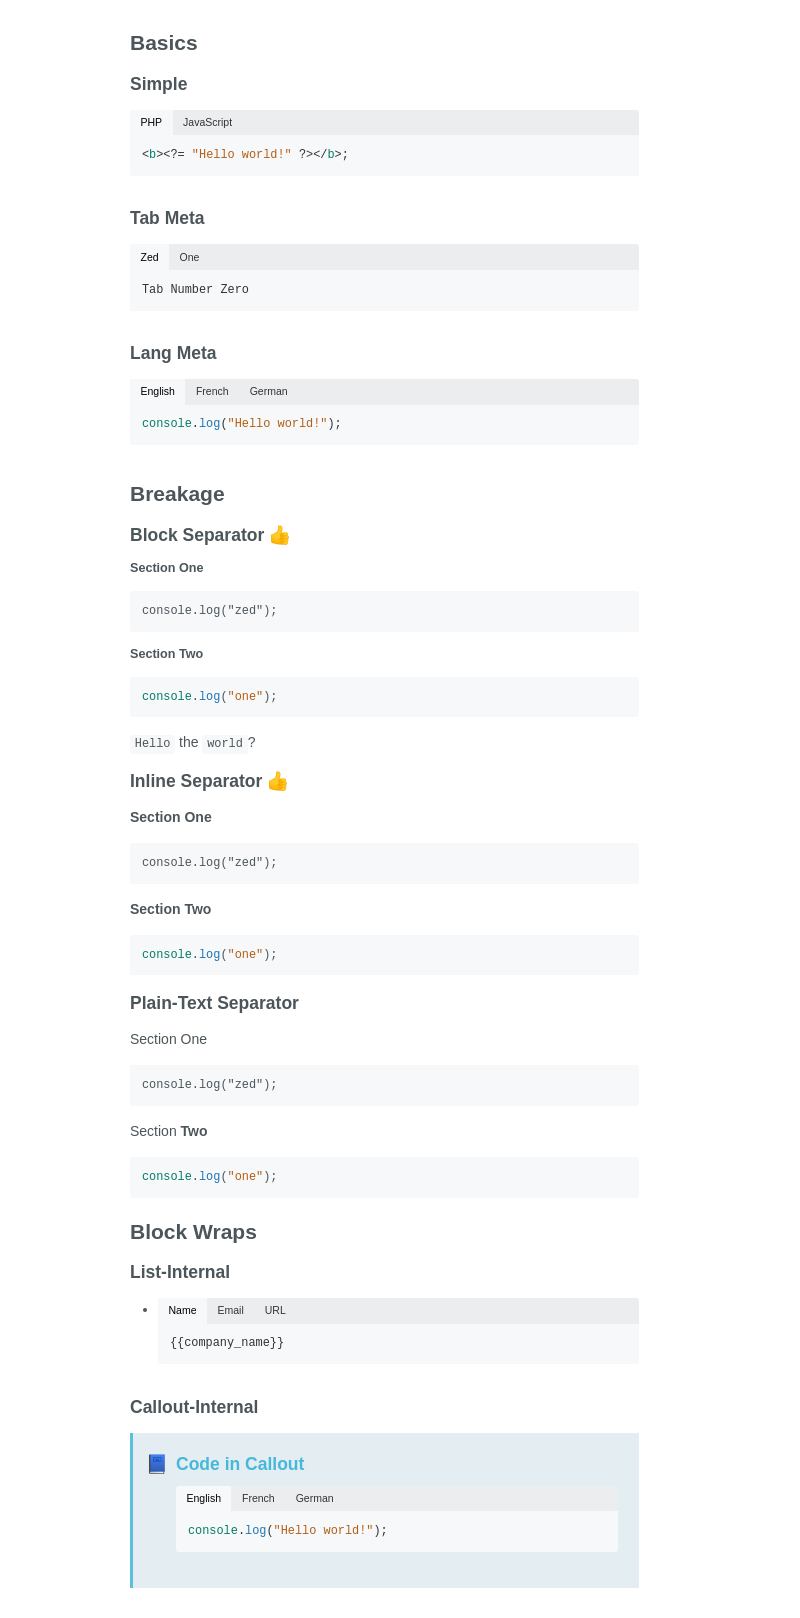 Basics
Simple
PHP JavaScript
<b><?= "Hello world!" ?></b>;
Tab Meta
Zed One
Tab Number Zero
Lang Meta
English French German
console.log("Hello world!");
Breakage
Block Separator 👍
Section One
console.log("zed");
Section Two
console.log("one");
Hello the world?
Inline Separator 👍
Section One
console.log("zed");
Section Two
console.log("one");
Plain-Text Separator
Section One
console.log("zed");
Section Two
console.log("one");
Block Wraps
List-Internal
Name Email URL
{{company_name}}
Callout-Internal
📘 Code in Callout
English French German
console.log("Hello world!");